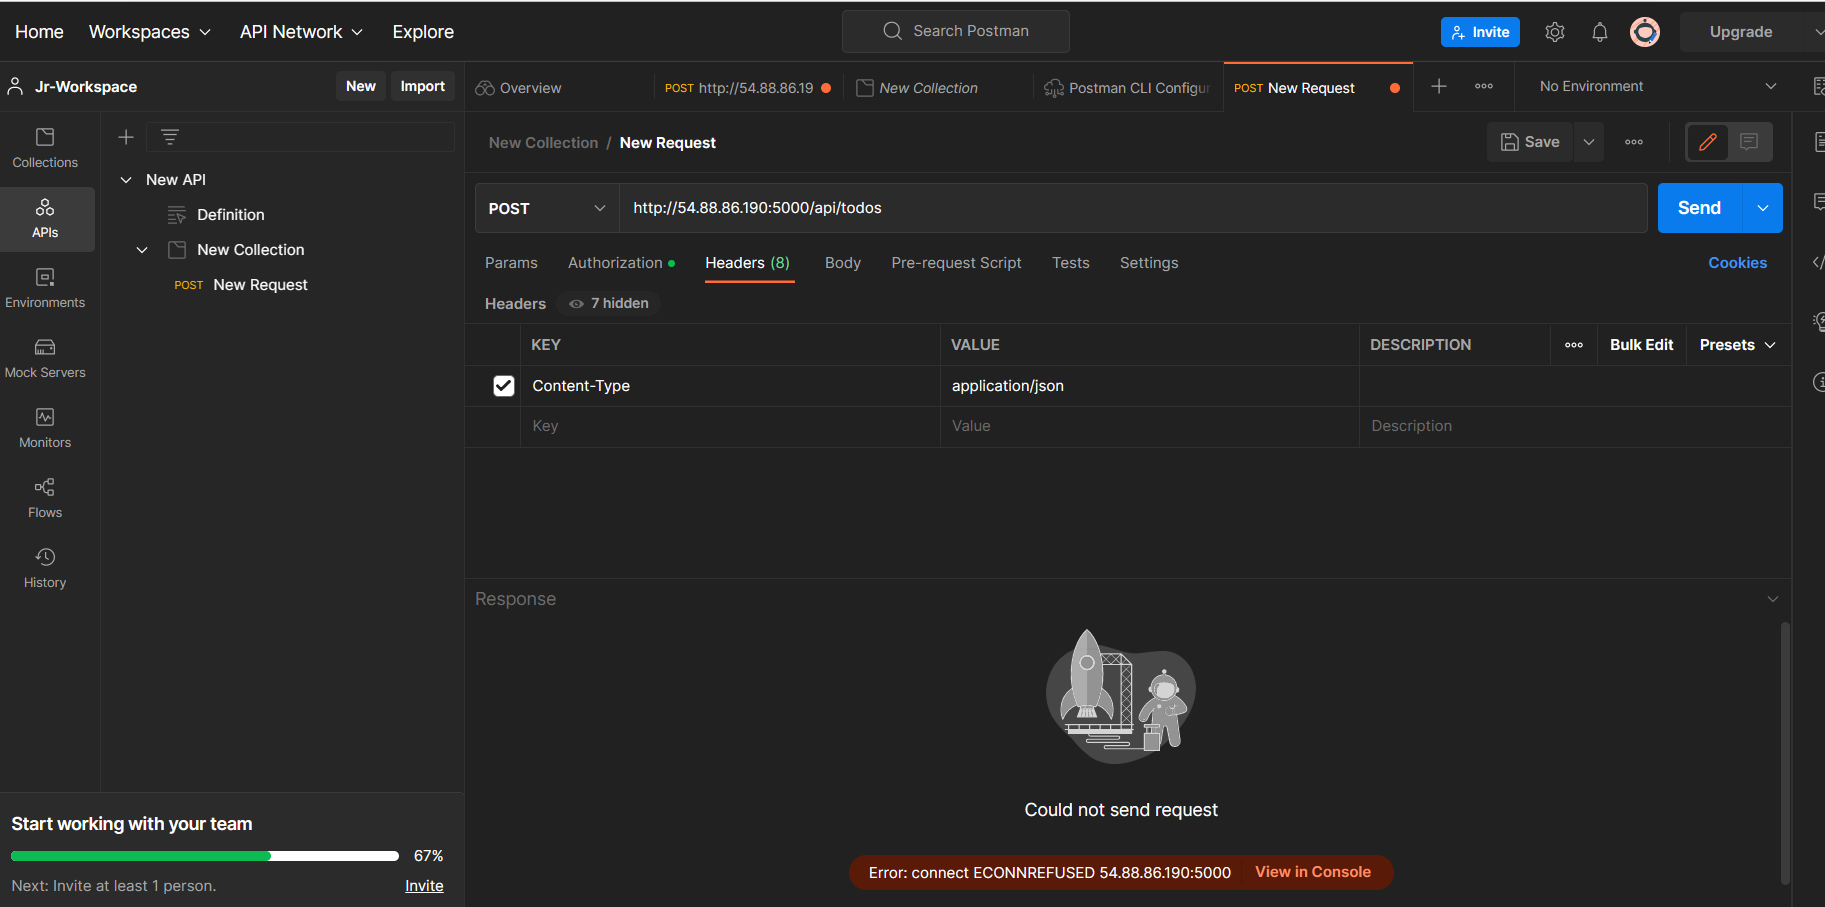 Home Workspaces API Network Explore Search Postman Invite Upgrade
Jr-Workspace New Import
Overview POST http://54.88.86.19 New Collection Postman CLI Configur POST New Request No Environment
Collections
APIs
Environments
Mock Servers
Monitors
Flows
History
New API
Definition
New Collection
POST New Request
Start working with your team
67%
Next: Invite at least 1 person. Invite
New Collection / New Request Save
POST http://54.88.86.190:5000/api/todos Send
Params Authorization Headers (8) Body Pre-request Script Tests Settings Cookies
Headers 7 hidden
KEY VALUE DESCRIPTION Bulk Edit Presets
Content-Type application/json
Key Value Description
Response
Could not send request
Error: connect ECONNREFUSED 54.88.86.190:5000 View in Console